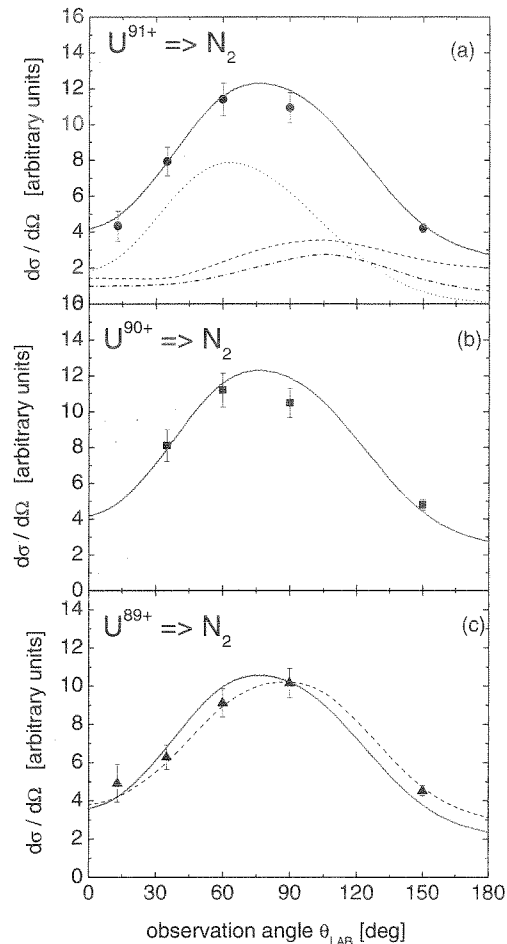 16
14
12
10
8
6
4
2
U⁹¹⁺ => N₂
(a)
dσ / dΩ [arbitrary units]
16
14
12
10
8
6
4
2
0
U⁹⁰⁺ => N₂
(b)
dσ / dΩ [arbitrary units]
14
12
10
8
6
4
2
0
U⁸⁹⁺ => N₂
(c)
dσ / dΩ [arbitrary units]
0 30 60 90 120 150 180
observation angle θ_LAB [deg]